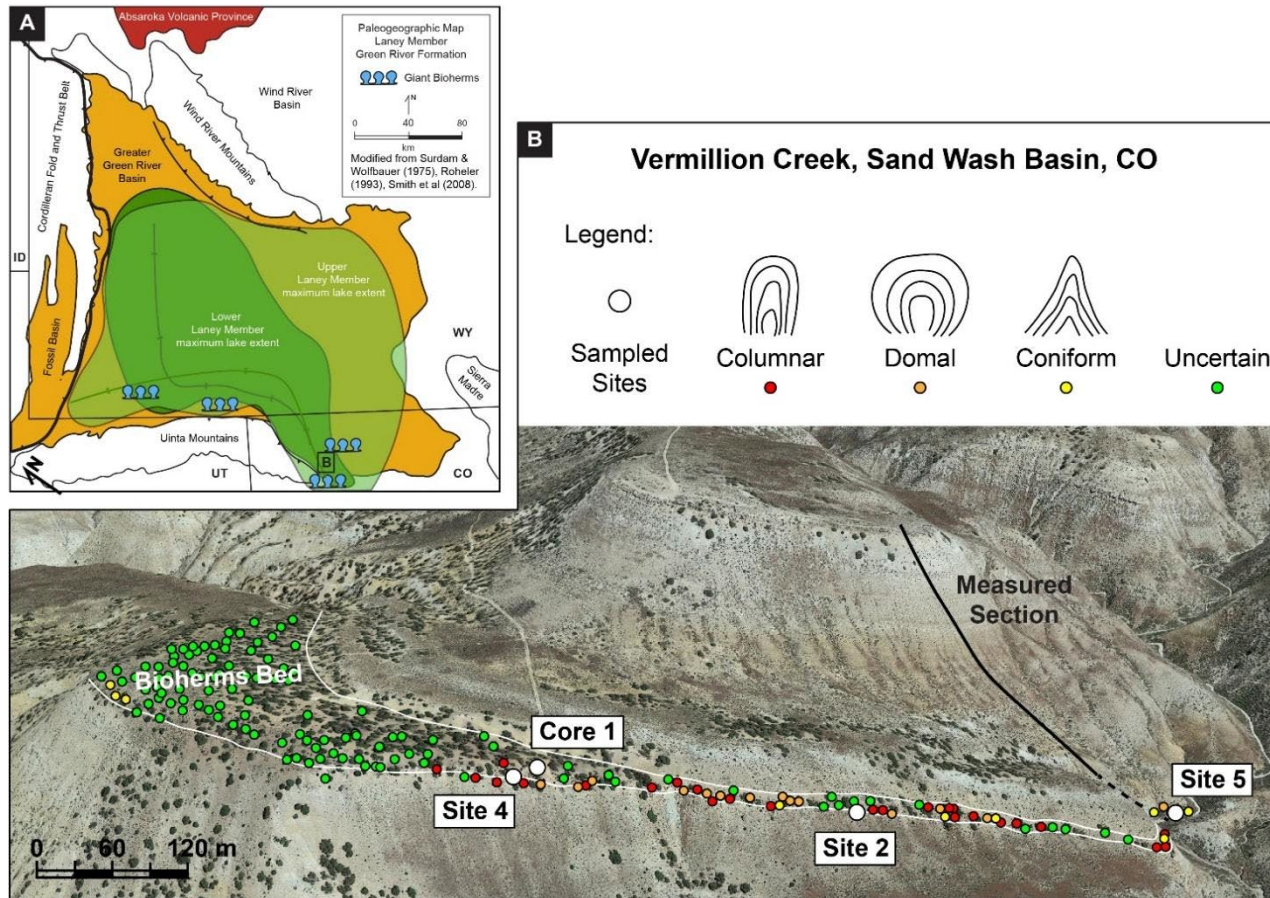 A
Absaroka Volcanic Province
Paleogeographic Map
Laney Member
Green River Formation
Giant Bioherms
N
0 40 80
km
Modified from Surdam &
Wolfbauer (1975), Roheler
(1993), Smith et al (2008).
Wind River
Basin
Wind River Mountains
Cordilleran Fold and Thrust Belt
Greater
Green River
Basin
ID
Upper
Laney Member
maximum lake extent
Lower
Laney Member
maximum lake extent
Fossil Basin
WY
Sierra
Madre
Uinta Mountains
B
UT
CO
N
B
Vermillion Creek, Sand Wash Basin, CO
Legend:
Sampled
Sites
Columnar
Domal
Coniform
Uncertain
Measured
Section
Bioherms Bed
Core 1
Site 4
Site 2
Site 5
0 60 120 m